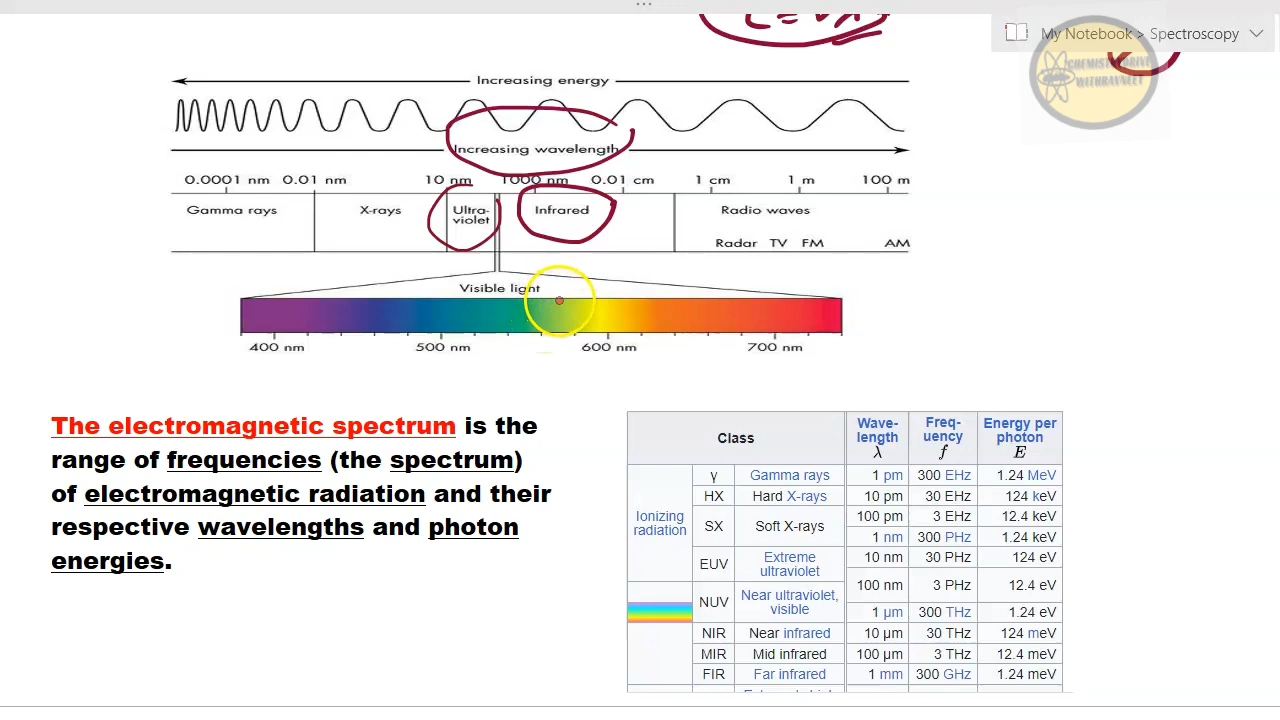 My Notebook > Spectroscopy
CHEMISTRYDRIVE
WITHRAVNEET
Increasing energy
Increasing wavelength
0.0001 nm 0.01 nm 10 nm 1000 nm 0.01 cm 1 cm 1 m 100 m
Gamma rays X-rays Ultra-violet Infrared Radio waves
Radar TV FM AM
Visible light
400 nm 500 nm 600 nm 700 nm
The electromagnetic spectrum is the
range of frequencies (the spectrum)
of electromagnetic radiation and their
respective wavelengths and photon
energies.
Class Wave-length λ Freq-uency f Energy per photon E
Ionizing radiation
γ Gamma rays 1 pm 300 EHz 1.24 MeV
HX Hard X-rays 10 pm 30 EHz 124 keV
SX Soft X-rays 100 pm 3 EHz 12.4 keV
1 nm 300 PHz 1.24 keV
EUV Extreme ultraviolet 10 nm 30 PHz 124 eV
100 nm 3 PHz 12.4 eV
NUV Near ultraviolet, visible 1 μm 300 THz 1.24 eV
NIR Near infrared 10 μm 30 THz 124 meV
MIR Mid infrared 100 μm 3 THz 12.4 meV
FIR Far infrared 1 mm 300 GHz 1.24 meV